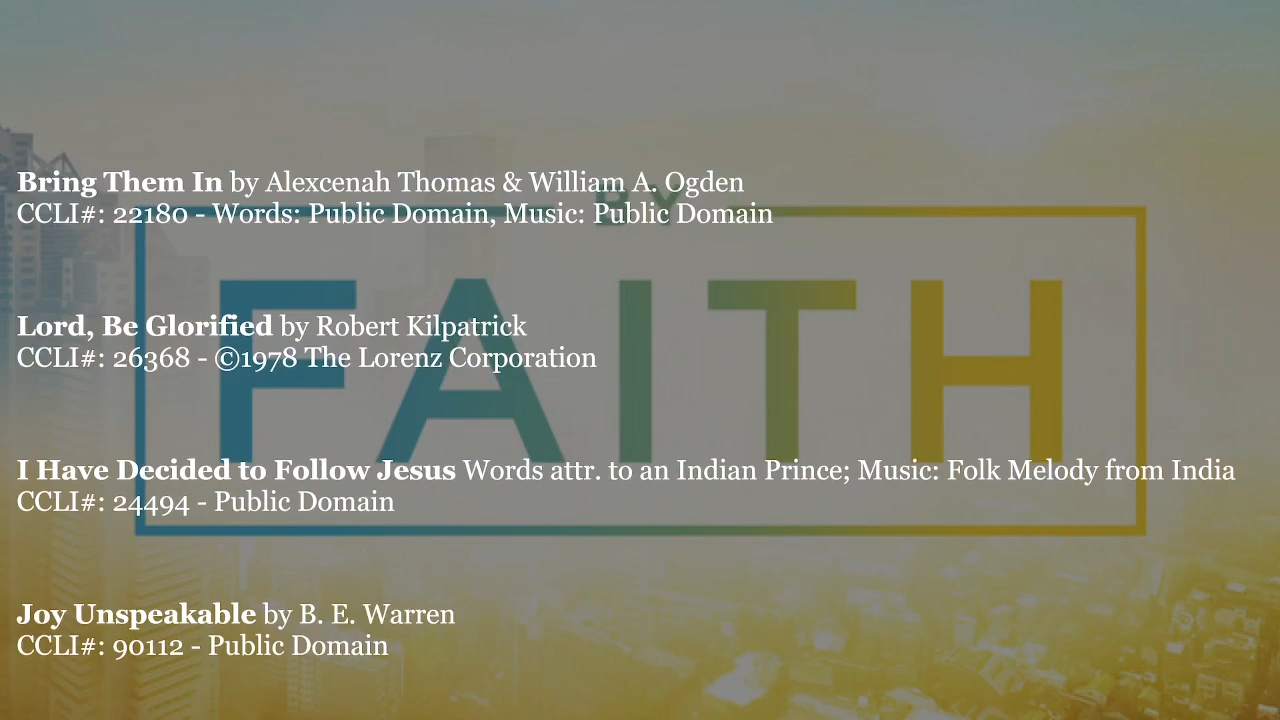 Bring Them In by Alexcenah Thomas & William A. Ogden
CCLI#: 22180 - Words: Public Domain, Music: Public Domain
BY
FAITH
Lord, Be Glorified by Robert Kilpatrick
CCLI#: 26368 - ©1978 The Lorenz Corporation
I Have Decided to Follow Jesus Words attr. to an Indian Prince; Music: Folk Melody from India
CCLI#: 24494 - Public Domain
Joy Unspeakable by B. E. Warren
CCLI#: 90112 - Public Domain